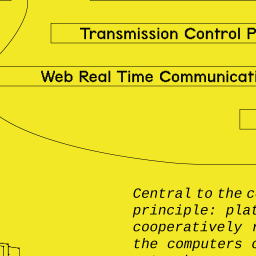 Transmission Control P
Web Real Time Communicati
Central to the c
principle: plat
cooperatively
the computers